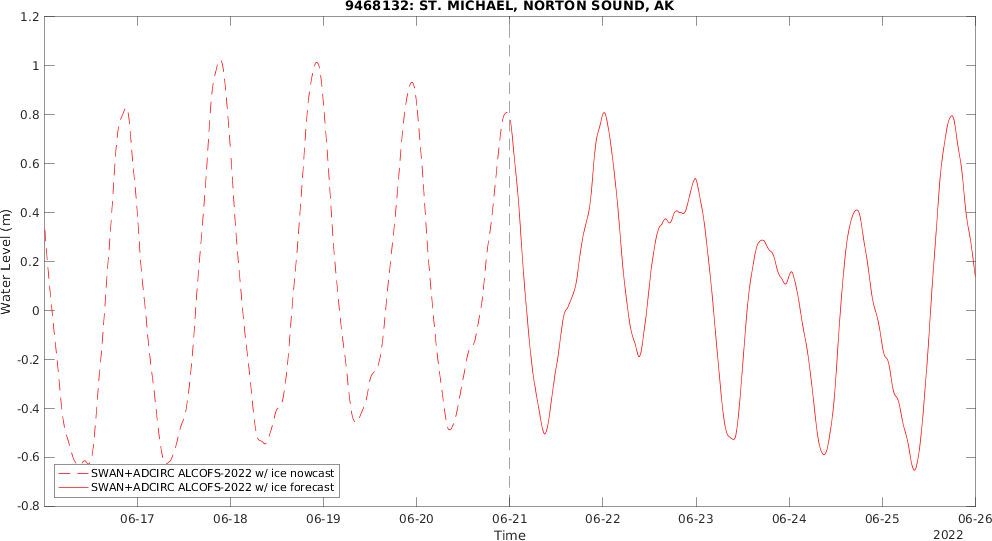 9468132: ST. MICHAEL, NORTON SOUND, AK
1.2
1
0.8
0.6
0.4
0.2
0
-0.2
-0.4
-0.6
-0.8
Water Level (m)
SWAN+ADCIRC ALCOFS-2022 w/ ice nowcast
SWAN+ADCIRC ALCOFS-2022 w/ ice forecast
06-17 06-18 06-19 06-20 06-21 06-22 06-23 06-24 06-25 06-26
Time
2022